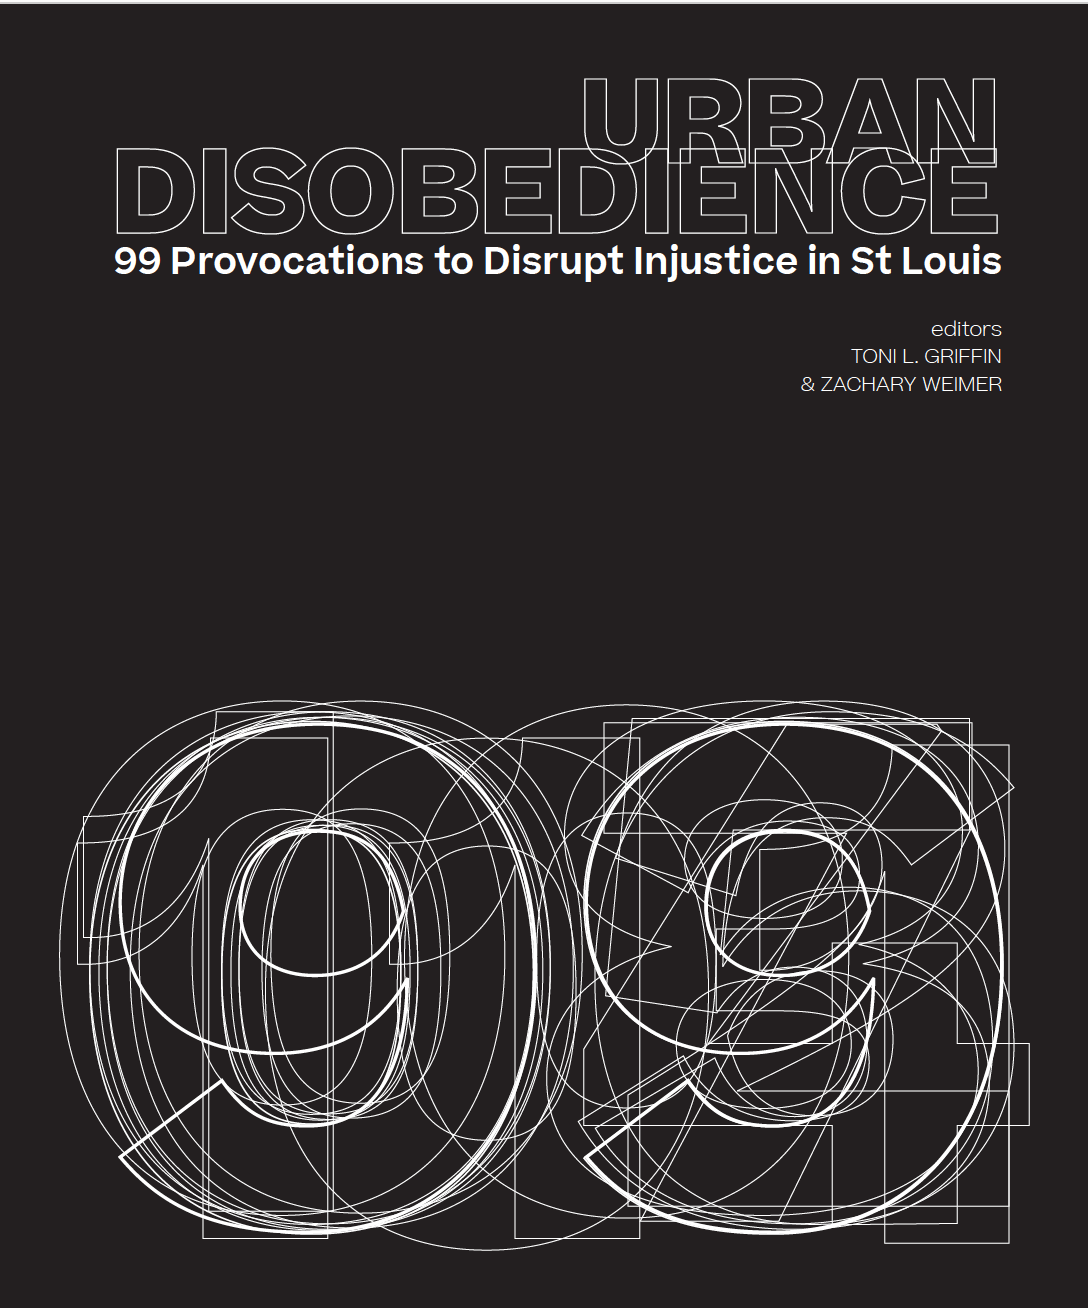 URBAN
DISOBEDIENCE
99 Provocations to Disrupt Injustice in St Louis
editors
TONI L. GRIFFIN
& ZACHARY WEIMER
99